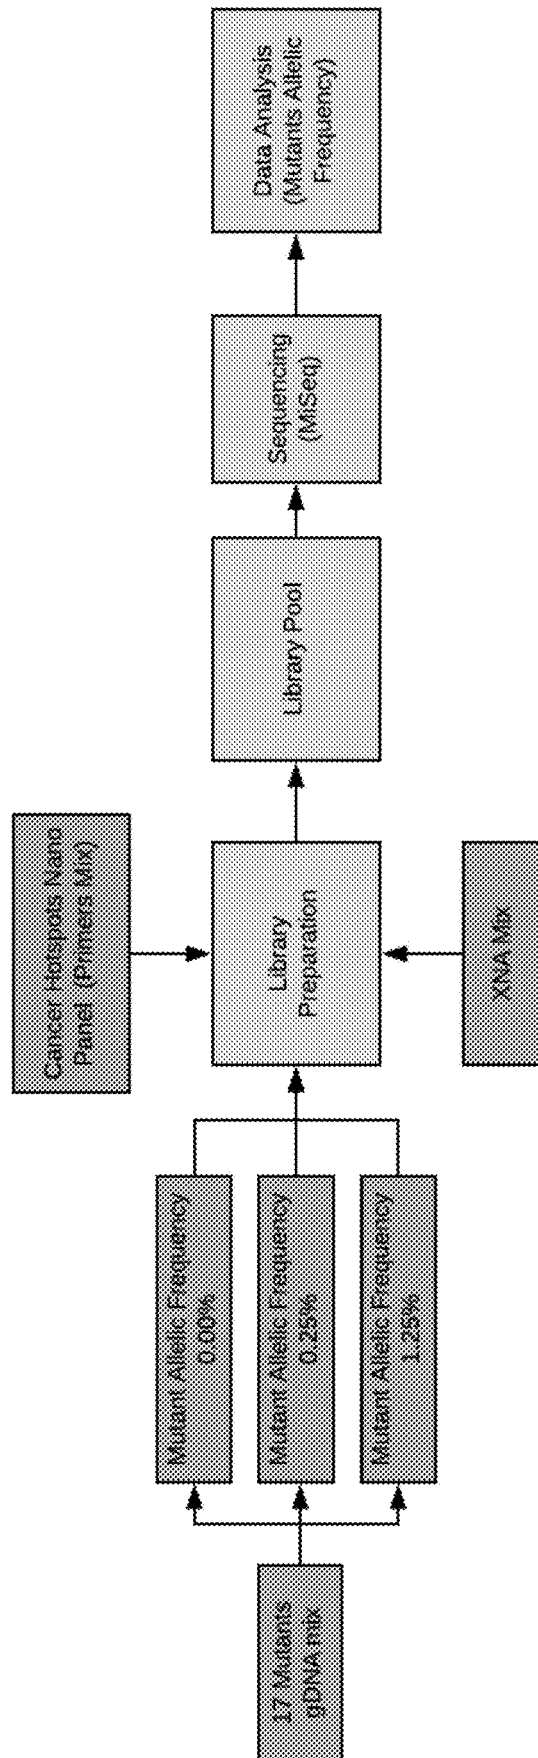 17 Mutants
gDNA mix
Mutant Allelic Frequency
0.00%
Mutant Allelic Frequency
0.25%
Mutant Allelic Frequency
1.25%
Cancer Hotspots Nano
Panel (Primers Mix)
Library
Preparation
XNA Mix
Library Pool
Sequencing
(MiSeq)
Data Analysis
(Mutants Allelic
Frequency)